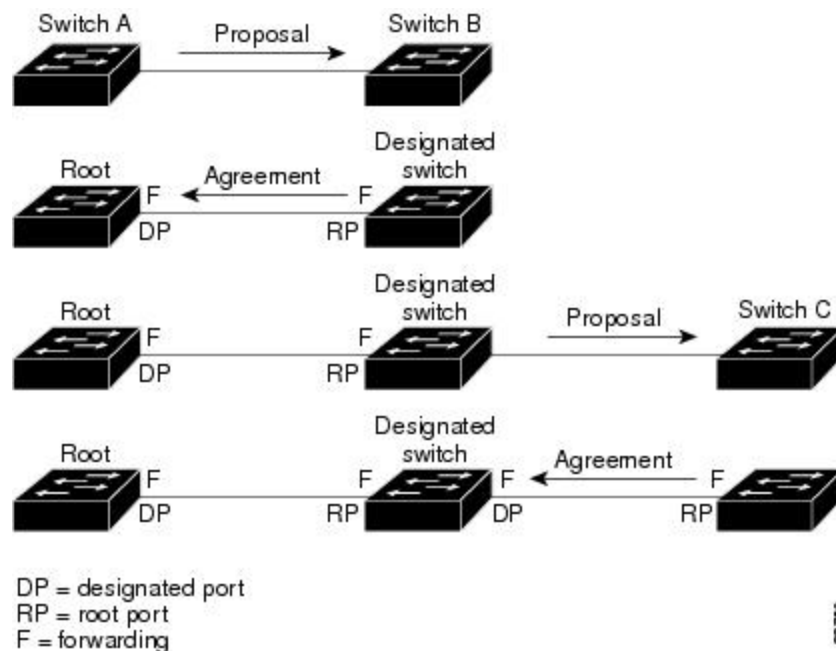 Switch A
Proposal
Switch B
Root
F
DP
Agreement
Designated
switch
F
RP
Root
F
DP
Designated
switch
F
RP
Proposal
Switch C
Root
F
DP
Designated
switch
F
RP
F
DP
Agreement
F
RP
DP = designated port
RP = root port
F = forwarding